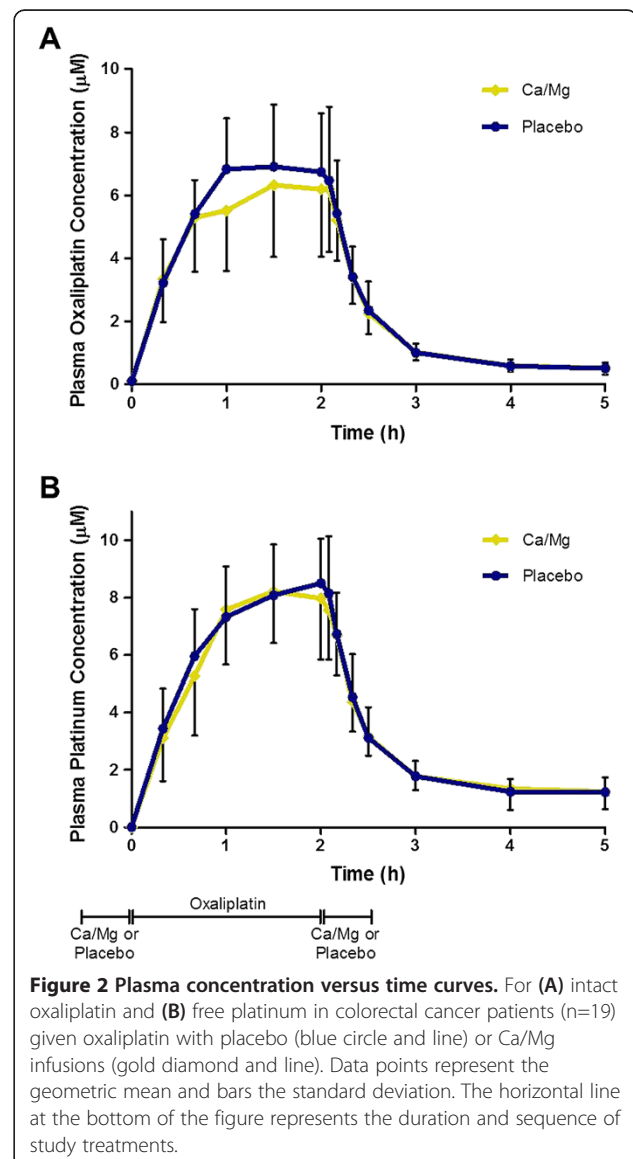 A
Plasma Oxaliplatin Concentration (µM)
10
8
6
4
2
0
Ca/Mg
Placebo
0 1 2 3 4 5
Time (h)
B
Plasma Platinum Concentration (µM)
10
8
6
4
2
0
Ca/Mg
Placebo
0 1 2 3 4 5
Time (h)
Oxaliplatin
Ca/Mg or Ca/Mg or
Placebo Placebo
Figure 2 Plasma concentration versus time curves. For (A) intact
oxaliplatin and (B) free platinum in colorectal cancer patients (n=19)
given oxaliplatin with placebo (blue circle and line) or Ca/Mg
infusions (gold diamond and line). Data points represent the
geometric mean and bars the standard deviation. The horizontal line
at the bottom of the figure represents the duration and sequence of
study treatments.